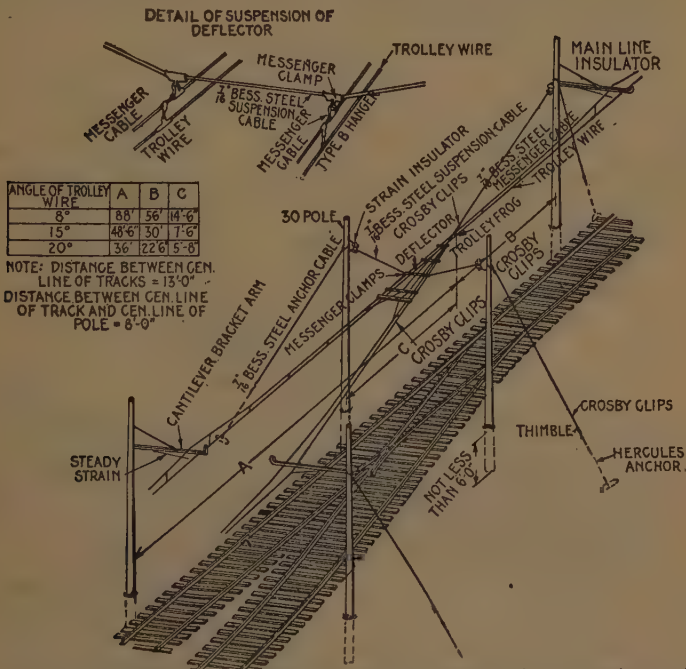 DETAIL OF SUSPENSION OF
DEFLECTOR
MESSENGER
CLAMP
TROLLEY WIRE
7/16" BESS. STEEL
SUSPENSION
CABLE
MESSENGER
CABLE
TROLLEY
WIRE
MESSENGER
CABLE
TYPE B HANGER
MAIN LINE
INSULATOR
ANGLE OF TROLLEY WIRE A B C
8° 88' 56' 14'-6"
15° 48'-6" 30' 7'-6"
20° 36' 22'6 5'-8"
NOTE: DISTANCE BETWEEN CEN.
LINE OF TRACKS = 13'0"
DISTANCE BETWEEN CEN. LINE
OF TRACK AND CEN. LINE OF
POLE = 8'-0"
30 POLE
STRAIN INSULATOR
7/16" BESS. STEEL SUSPENSION CABLE
CROSBY CLIPS
DEFLECTOR
TROLLEY FROG
BESS. STEEL
MESSENGER CABLE
TROLLEY WIRE
B
CROSBY
CLIPS
7/16" BESS. STEEL ANCHOR CABLE
MESSENGER CLAMPS
CROSBY CLIPS
C
CANTILEVER BRACKET ARM
STEADY
STRAIN
A
NOT LESS
THAN 6'-0"
CROSBY CLIPS
THIMBLE
HERCULES
ANCHOR